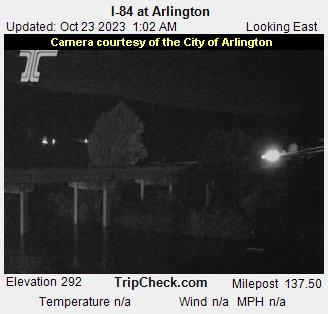 I-84 at Arlington
Updated: Oct 23 2023 1:02 AM Looking East
Camera courtesy of the City of Arlington
Elevation 292 TripCheck.com Milepost 137.50
Temperature n/a Wind n/a MPH n/a